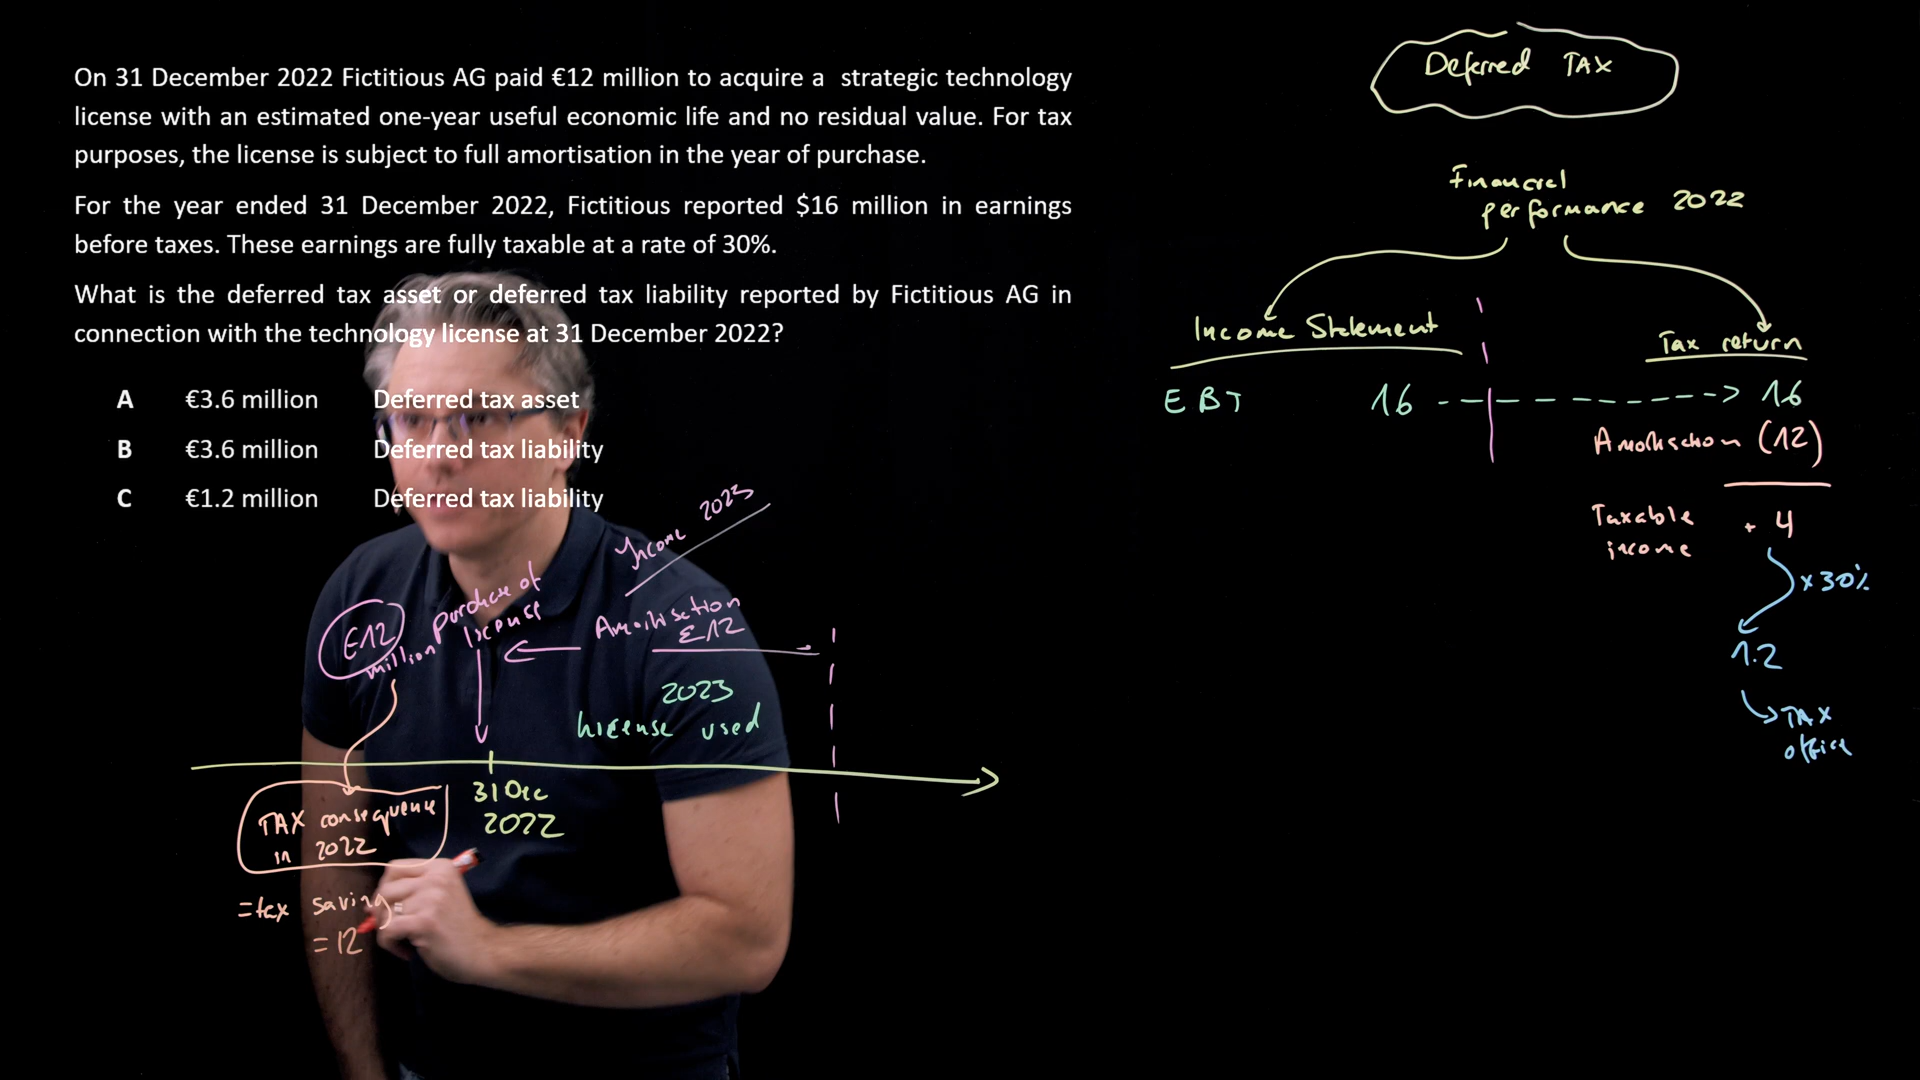 On 31 December 2022 Fictitious AG paid €12 million to acquire a strategic technology
license with an estimated one-year useful economic life and no residual value. For tax
purposes, the license is subject to full amortisation in the year of purchase.
For the year ended 31 December 2022, Fictitious reported $16 million in earnings
before taxes. These earnings are fully taxable at a rate of 30%.
What is the deferred tax asset or deferred tax liability reported by Fictitious AG in
connection with the technology license at 31 December 2022?
A €3.6 million Deferred tax asset
B €3.6 million Deferred tax liability
C €1.2 million Deferred tax liability
Income 2023
€12
million
purchase of
license
Amortisation
€12
2023
license used
31 Dec
2022
TAX consequence
in 2022
= tax saving =
= 12
Deferred TAX
Financial
performance 2022
Income Statement
Tax return
EBT 16 - - - - - - - - - -> 16
Amortisation (12)
Taxable
income
+ 4
x 30%
1.2
TAX
office